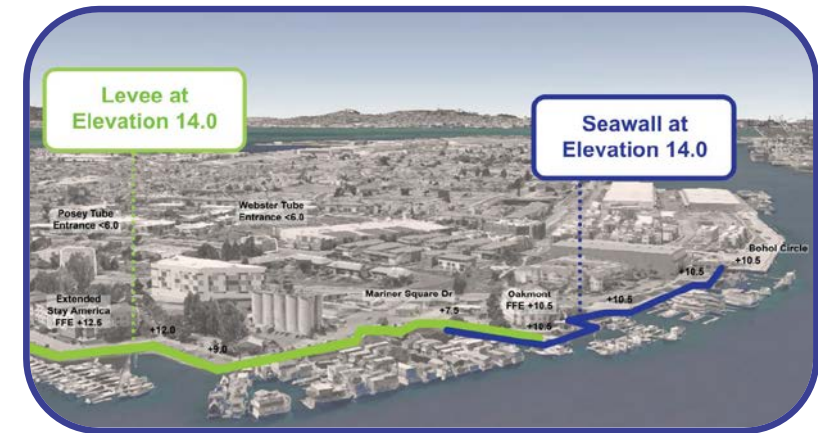 Levee at
Elevation 14.0
Seawall at
Elevation 14.0
Posey Tube
Entrance <6.0
Webster Tube
Entrance <6.0
Bohol Circle
+10.5
+10.5
+10.5
Extended
Stay America
FFE +12.5
+12.0
+9.0
Mariner Square Dr
+7.5
Oakmont
FFE +10.5
+10.5